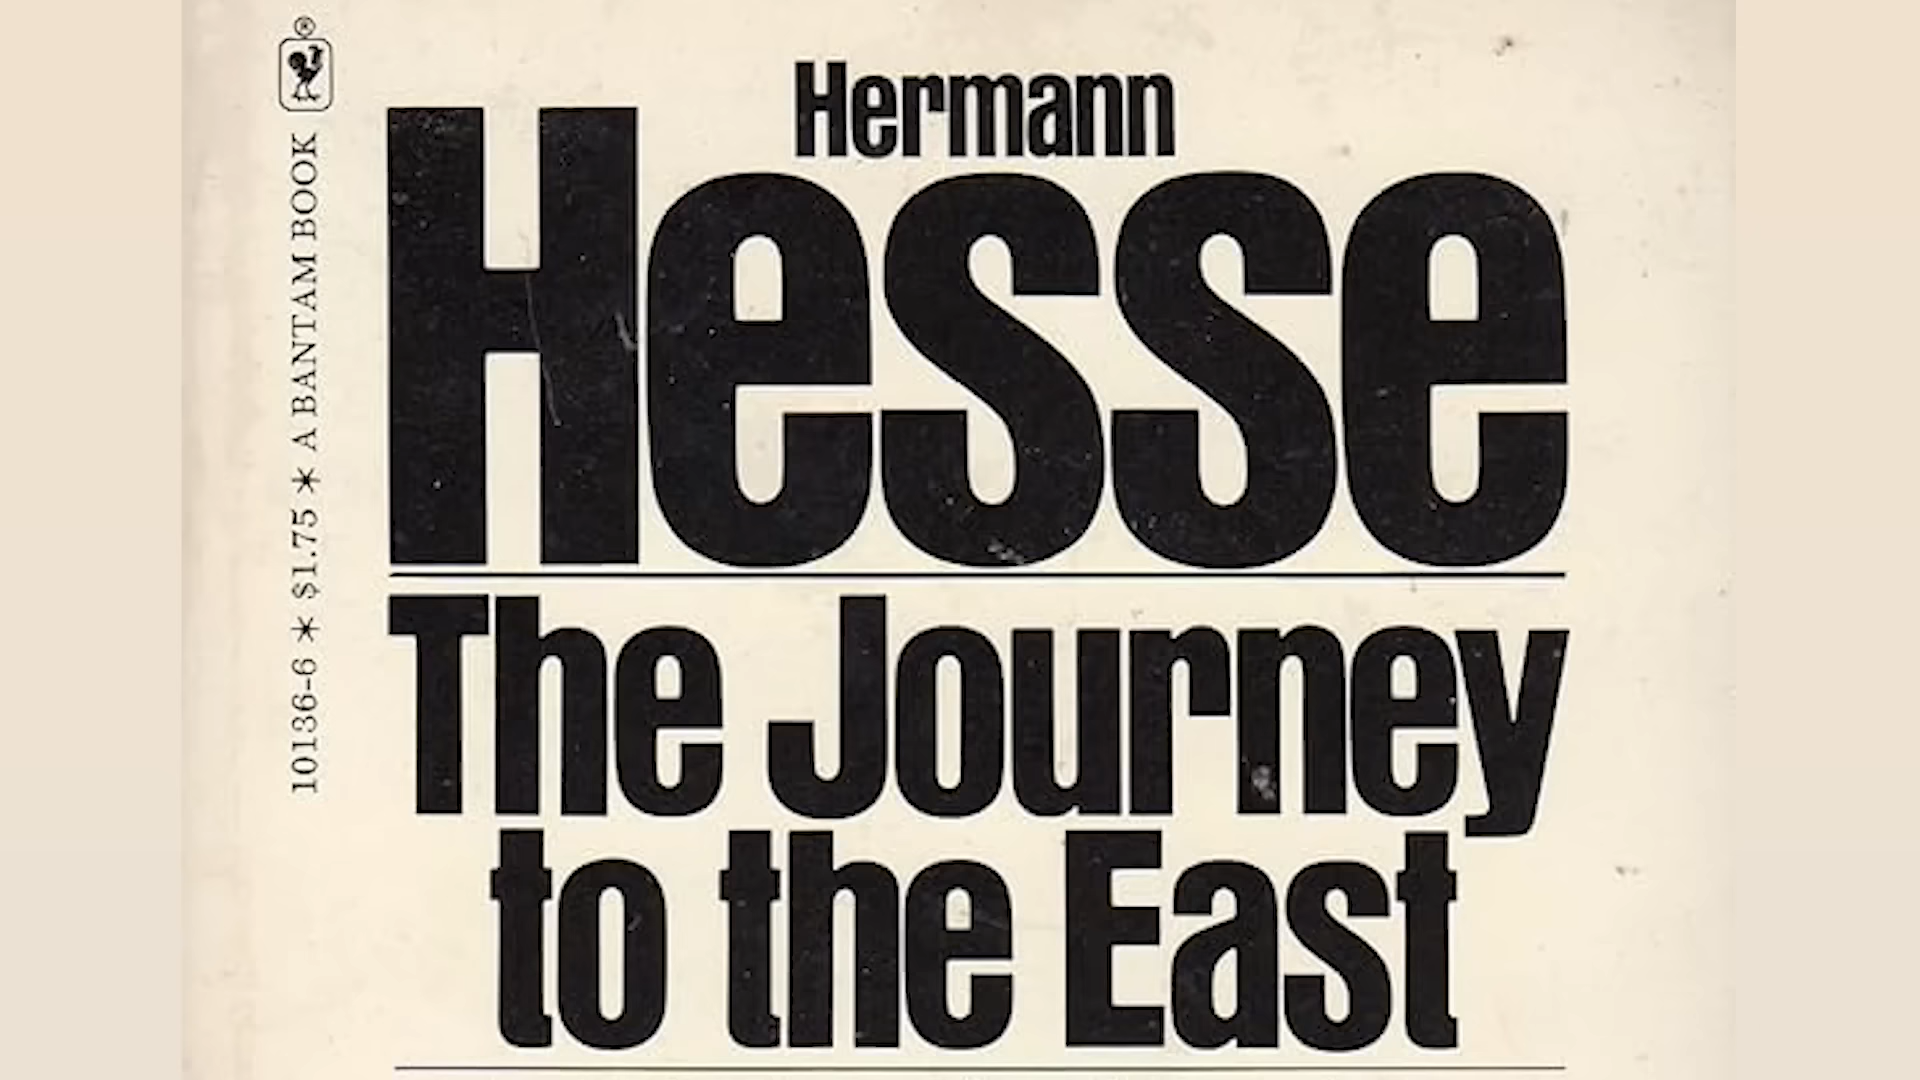 10136-6 * $1.75 * A BANTAM BOOK ®
Hermann
Hesse
The Journey
to the East